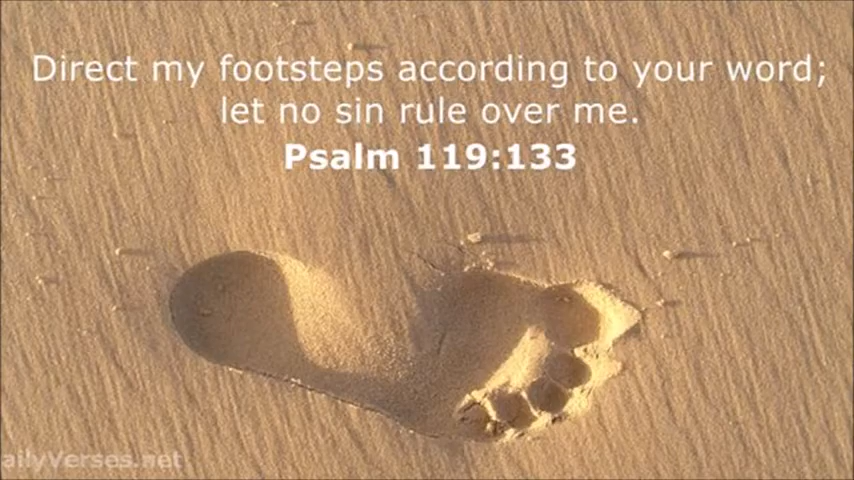 Direct my footsteps according to your word;
let no sin rule over me.
Psalm 119:133
ailyVerses.net